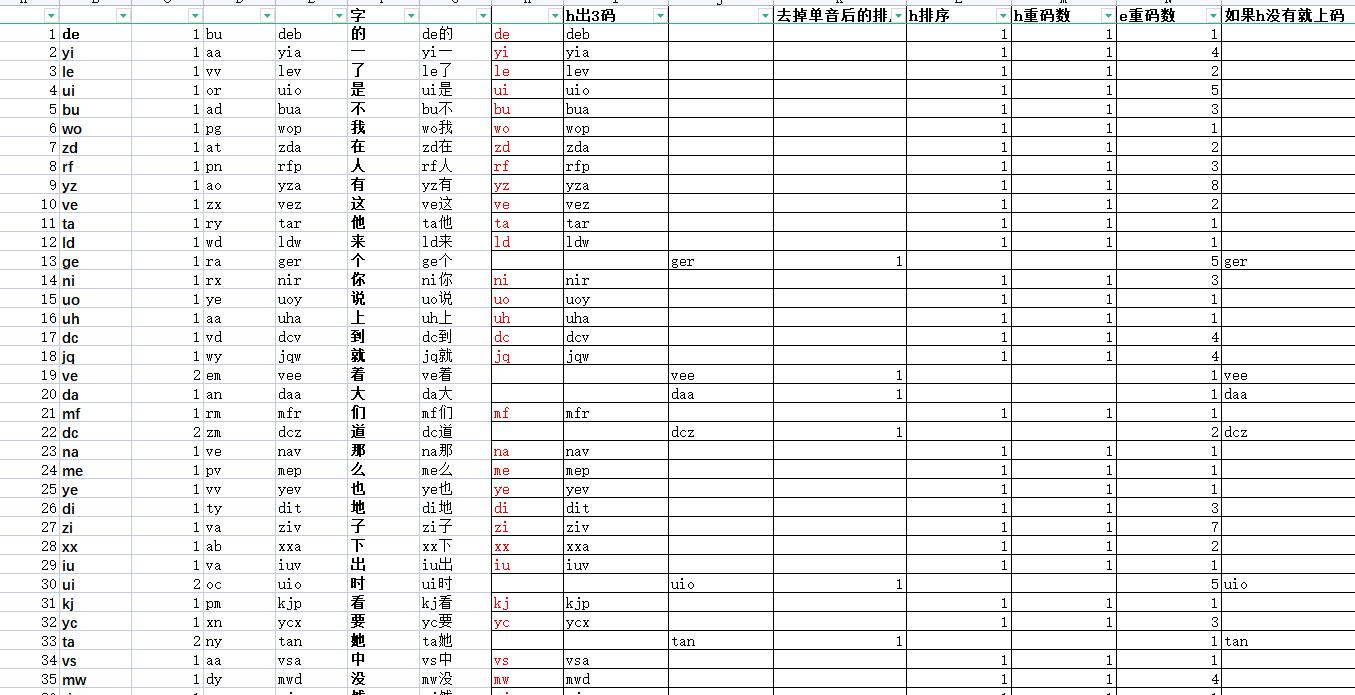 字 h出3码 去掉单音后的排 h排序 h重码数 e重码数 如果h没有就上码
1 de 1 bu deb 的 de的 de deb 1 1 1
2 yi 1 aa yia 一 yi一 yi yia 1 1 4
3 le 1 vv lev 了 le了 le lev 1 1 2
4 ui 1 or uio 是 ui是 ui uio 1 1 5
5 bu 1 ad bua 不 bu不 bu bua 1 1 3
6 wo 1 pg wop 我 wo我 wo wop 1 1 1
7 zd 1 at zda 在 zd在 zd zda 1 1 2
8 rf 1 pn rfp 人 rf人 rf rfp 1 1 3
9 yz 1 ao yza 有 yz有 yz yza 1 1 8
10 ve 1 zx vez 这 ve这 ve vez 1 1 2
11 ta 1 ry tar 他 ta他 ta tar 1 1 1
12 ld 1 wd ldw 来 ld来 ld ldw 1 1 1
13 ge 1 ra ger 个 ge个 ger 1 5 ger
14 ni 1 rx nir 你 ni你 ni nir 1 1 3
15 uo 1 ye uoy 说 uo说 uo uoy 1 1 1
16 uh 1 aa uha 上 uh上 uh uha 1 1 1
17 dc 1 vd dcv 到 dc到 dc dcv 1 1 4
18 jq 1 wy jqw 就 jq就 jq jqw 1 1 4
19 ve 2 em vee 着 ve着 vee 1 1 vee
20 da 1 an daa 大 da大 daa 1 1 daa
21 mf 1 rm mfr 们 mf们 mf mfr 1 1 1
22 dc 2 zm dcz 道 dc道 dcz 1 2 dcz
23 na 1 ve nav 那 na那 na nav 1 1 1
24 me 1 pv mep 么 me么 me mep 1 1 1
25 ye 1 vv yev 也 ye也 ye yev 1 1 1
26 di 1 ty dit 地 di地 di dit 1 1 3
27 zi 1 va ziv 子 zi子 zi ziv 1 1 7
28 xx 1 ab xxa 下 xx下 xx xxa 1 1 2
29 iu 1 va iuv 出 iu出 iu iuv 1 1 1
30 ui 2 oc uio 时 ui时 uio 1 5 uio
31 kj 1 pm kjp 看 kj看 kj kjp 1 1 1
32 yc 1 xn ycx 要 yc要 yc ycx 1 1 3
33 ta 2 ny tan 她 ta她 tan 1 1 tan
34 vs 1 aa vsa 中 vs中 vs vsa 1 1 1
35 mw 1 dy mwd 没 mw没 mw mwd 1 1 4